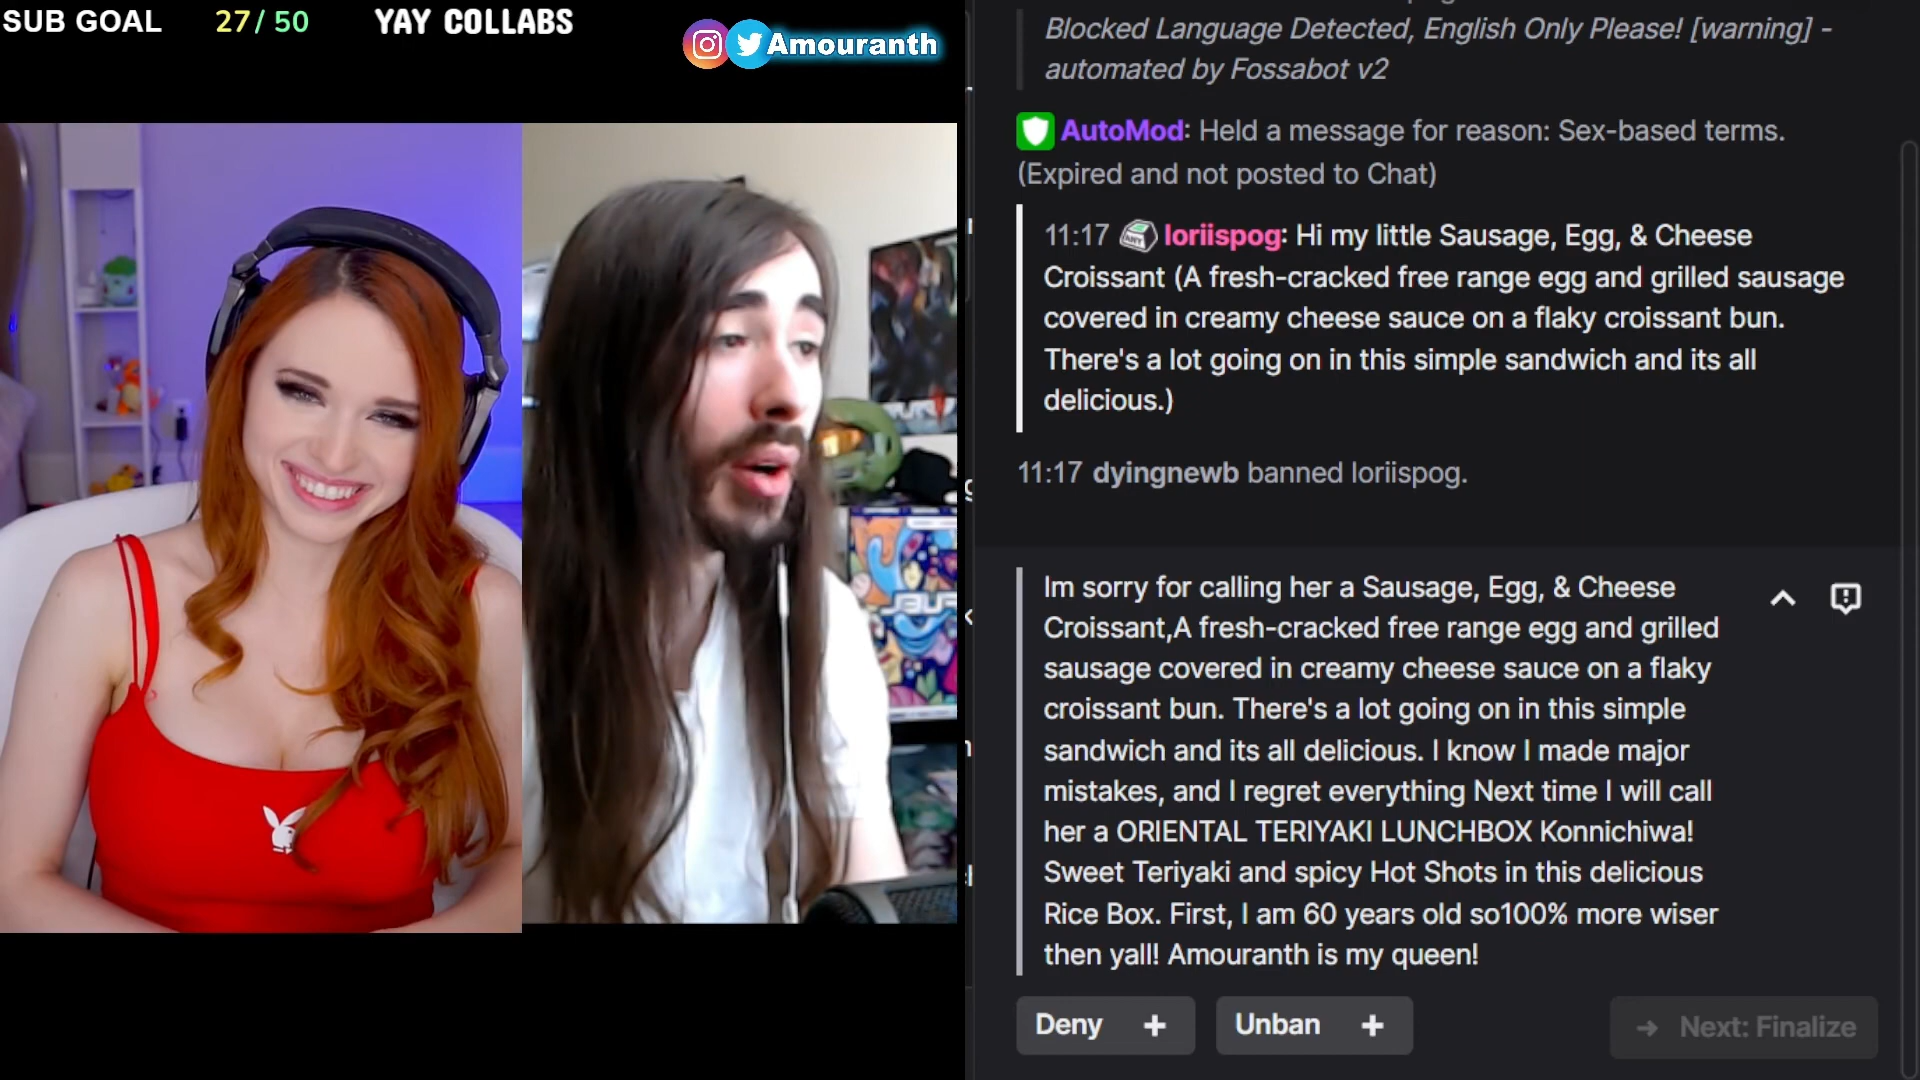 SUB GOAL 27/ 50 YAY COLLABS
Amouranth
Blocked Language Detected, English Only Please! [warning] -
automated by Fossabot v2
AutoMod: Held a message for reason: Sex-based terms.
(Expired and not posted to Chat)
11:17 loriispog: Hi my little Sausage, Egg, & Cheese
Croissant (A fresh-cracked free range egg and grilled sausage
covered in creamy cheese sauce on a flaky croissant bun.
There's a lot going on in this simple sandwich and its all
delicious.)
11:17 dyingnewb banned loriispog.
Im sorry for calling her a Sausage, Egg, & Cheese
Croissant,A fresh-cracked free range egg and grilled
sausage covered in creamy cheese sauce on a flaky
croissant bun. There's a lot going on in this simple
sandwich and its all delicious. I know I made major
mistakes, and I regret everything Next time I will call
her a ORIENTAL TERIYAKI LUNCHBOX Konnichiwa!
Sweet Teriyaki and spicy Hot Shots in this delicious
Rice Box. First, I am 60 years old so100% more wiser
then yall! Amouranth is my queen!
Deny + Unban + → Next: Finalize